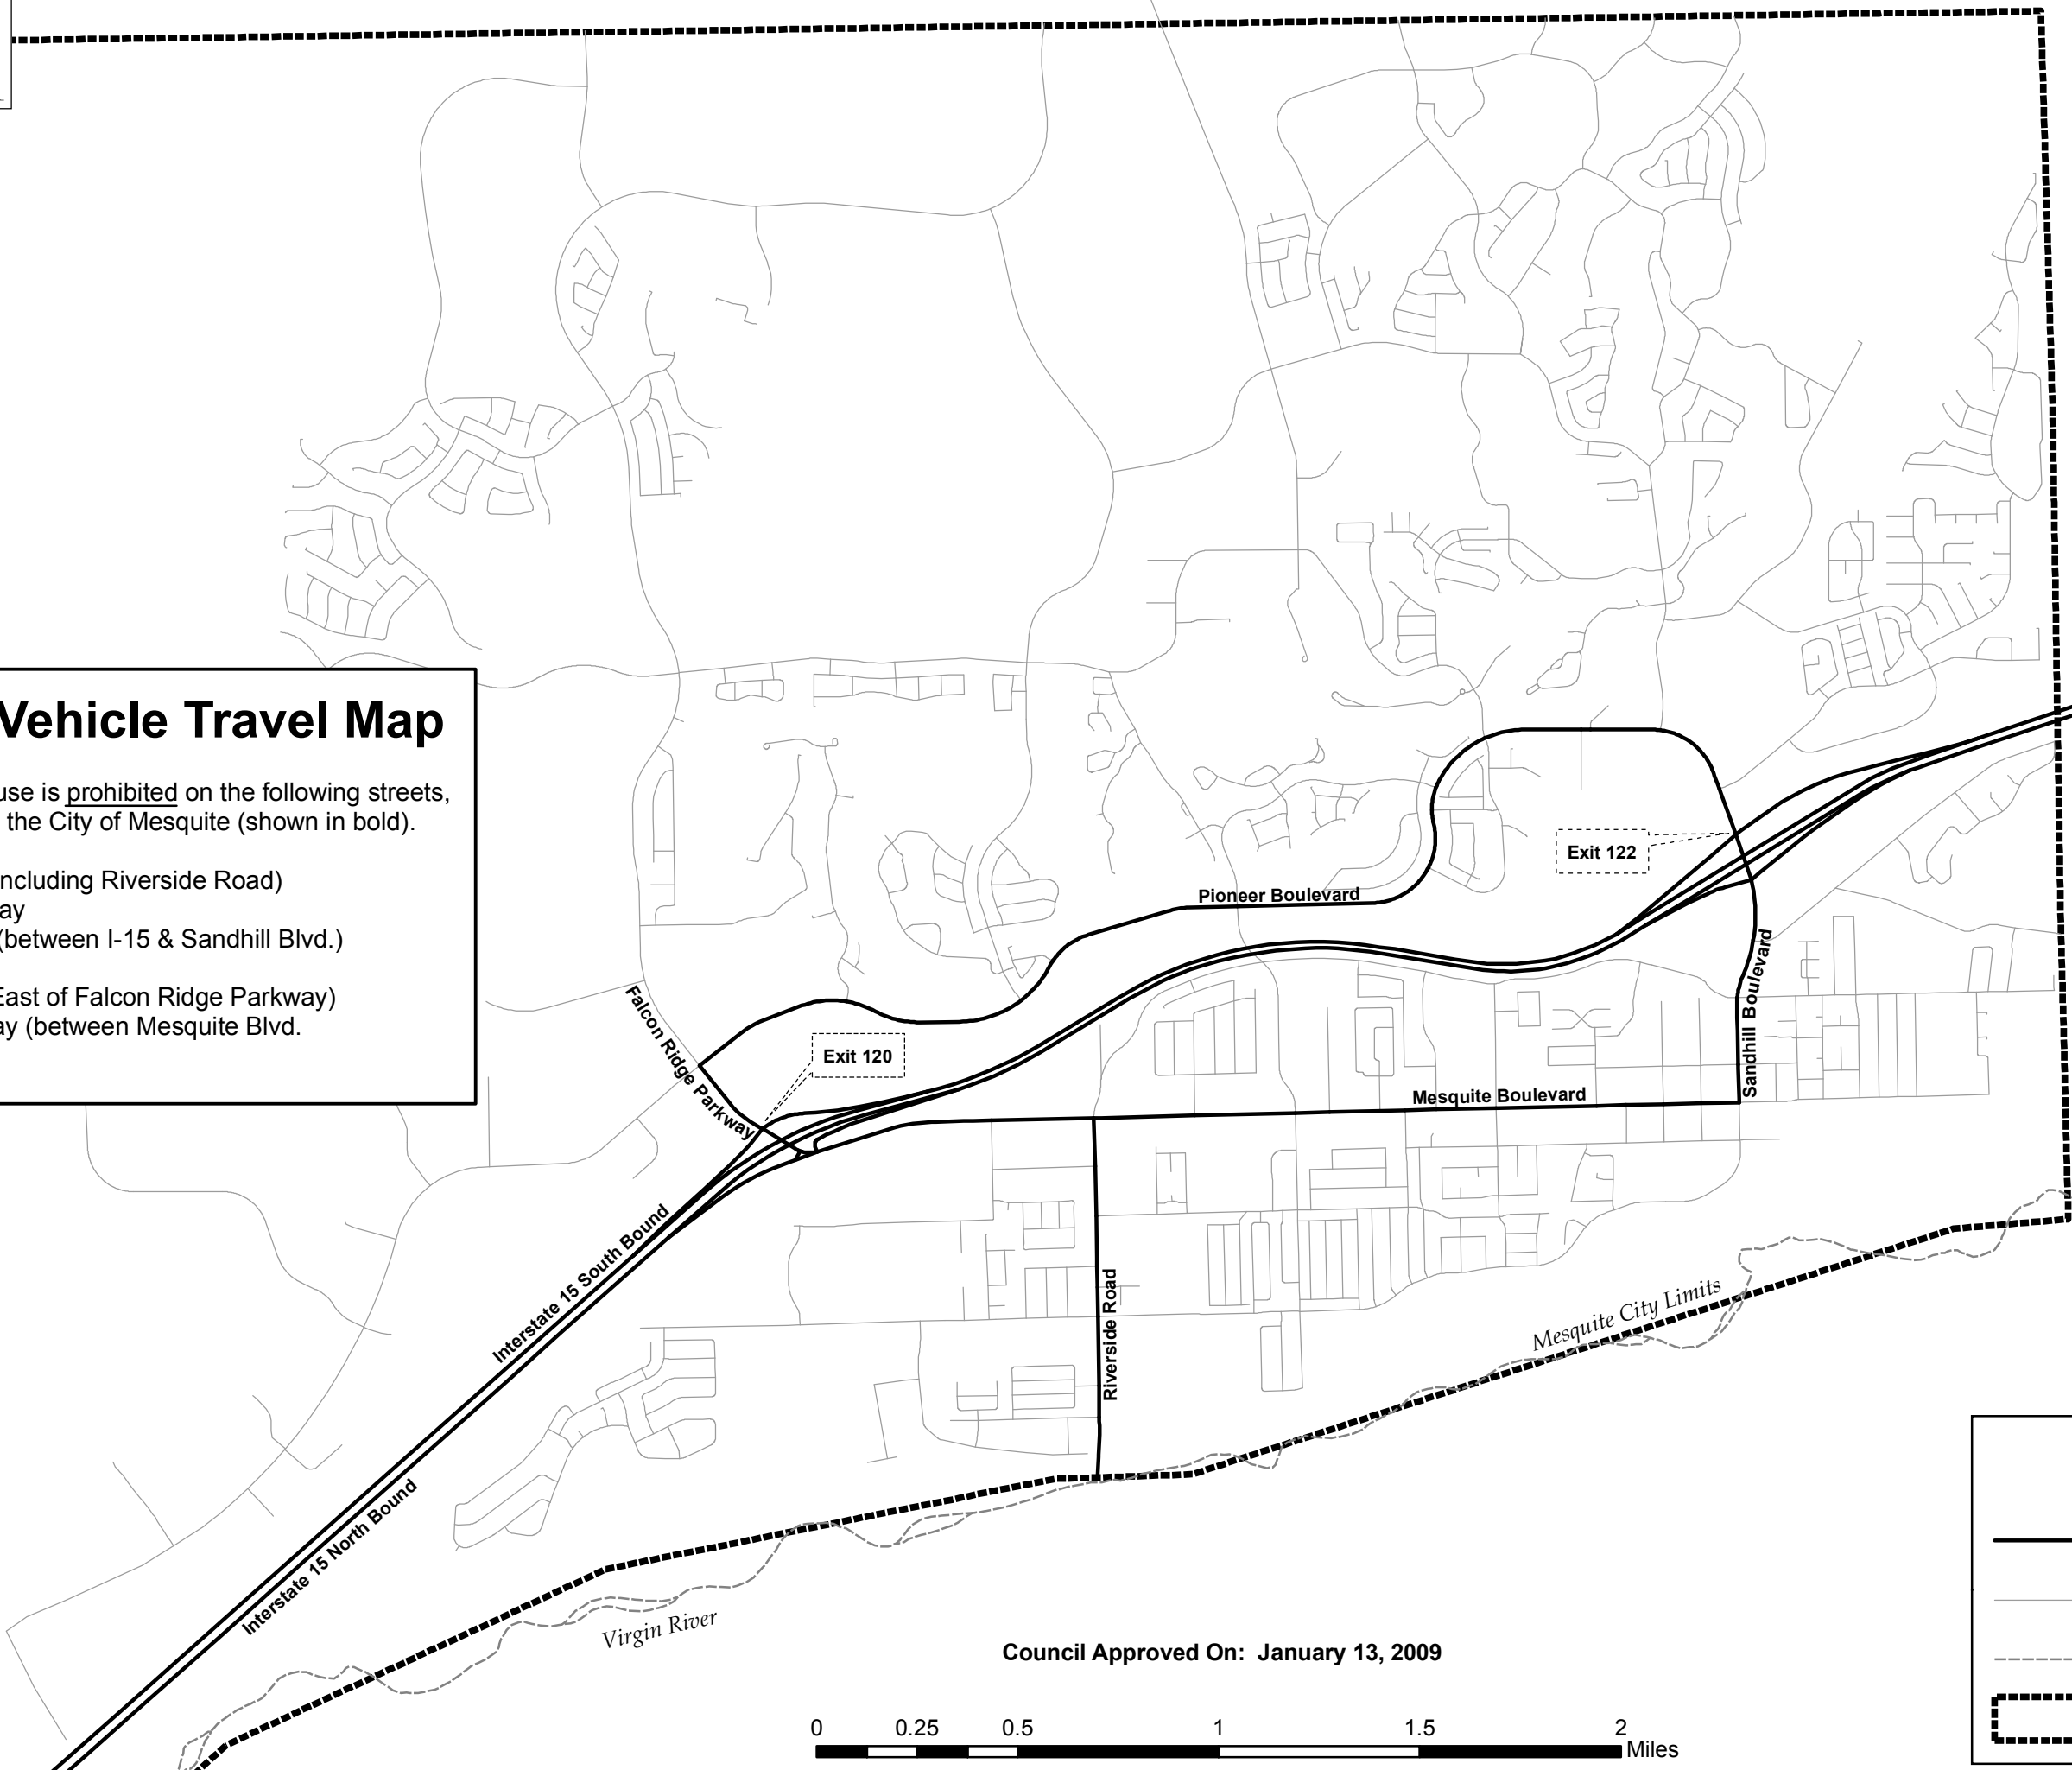 Vehicle Travel Map
use is prohibited on the following streets,
the City of Mesquite (shown in bold).
ncluding Riverside Road)
ay
(between I-15 & Sandhill Blvd.)
East of Falcon Ridge Parkway)
ay (between Mesquite Blvd.
Exit 122
Pioneer Boulevard
Sandhill Boulevard
Falcon Ridge Parkway
Exit 120
Mesquite Boulevard
Interstate 15 South Bound
Riverside Road
Mesquite City Limits
Interstate 15 North Bound
Virgin River
Council Approved On: January 13, 2009
0 0.25 0.5 1 1.5 2
Miles